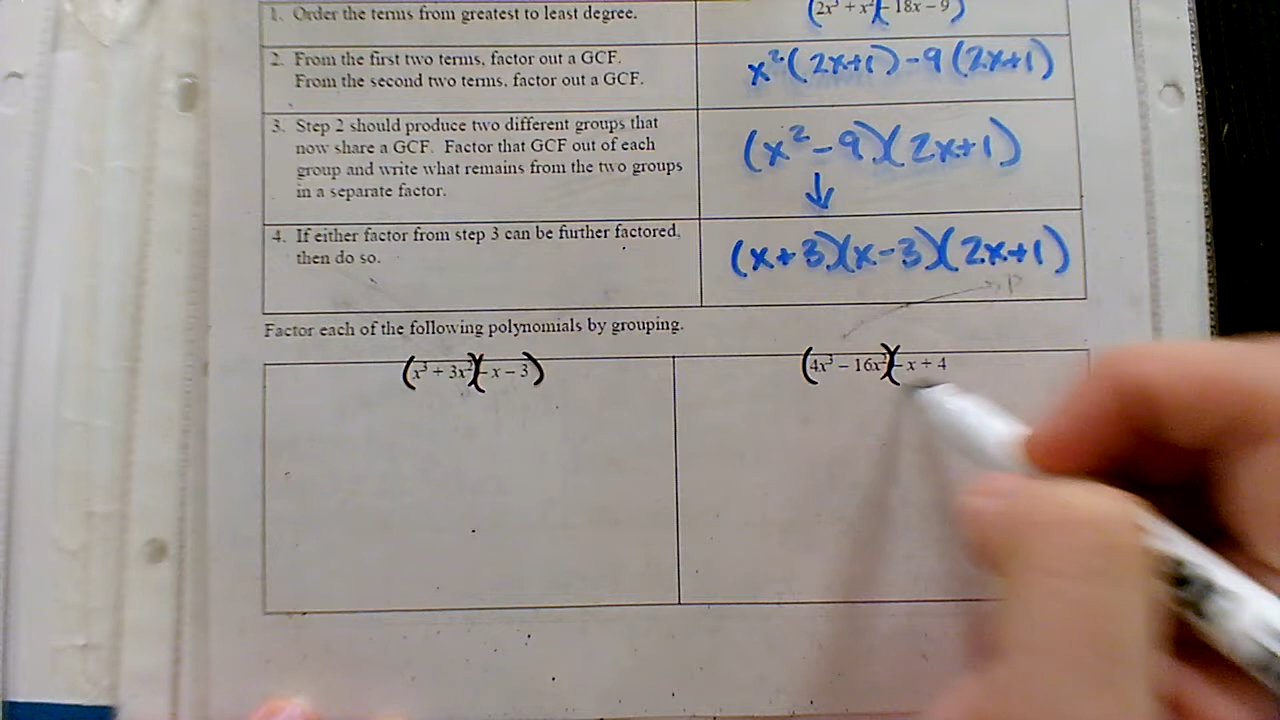 1. Order the terms from greatest to least degree.
(2x³ + x²)(- 18x – 9)
2. From the first two terms, factor out a GCF.
From the second two terms, factor out a GCF.
x²(2x+1)-9(2x+1)
3. Step 2 should produce two different groups that
now share a GCF. Factor that GCF out of each
group and write what remains from the two groups
in a separate factor.
(x²-9)(2x+1)
↓
4. If either factor from step 3 can be further factored,
then do so.
(x+3)(x-3)(2x+1)
Factor each of the following polynomials by grouping.
(x³ + 3x²)(- x – 3)
(4x³ – 16x²)(- x + 4